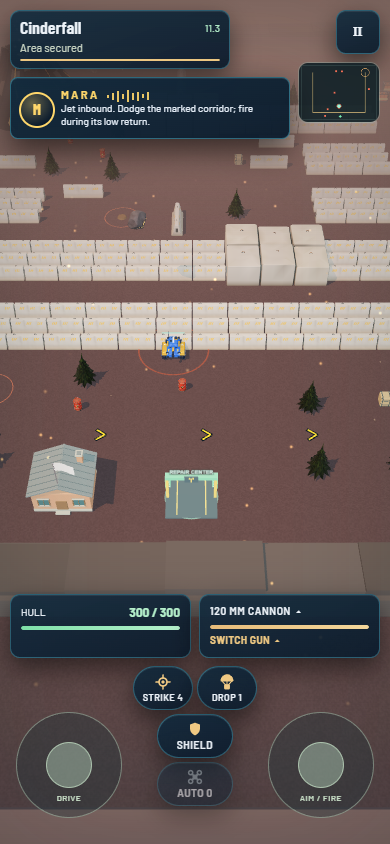 Cinderfall
11.3
Area secured
II
M
MARA
Jet inbound. Dodge the marked corridor; fire
during its low return.
> > >
REPAIR CENTER
HULL
300 / 300
120 MM CANNON
SWITCH GUN
STRIKE 4
DROP 1
SHIELD
AUTO 0
DRIVE
AIM / FIRE